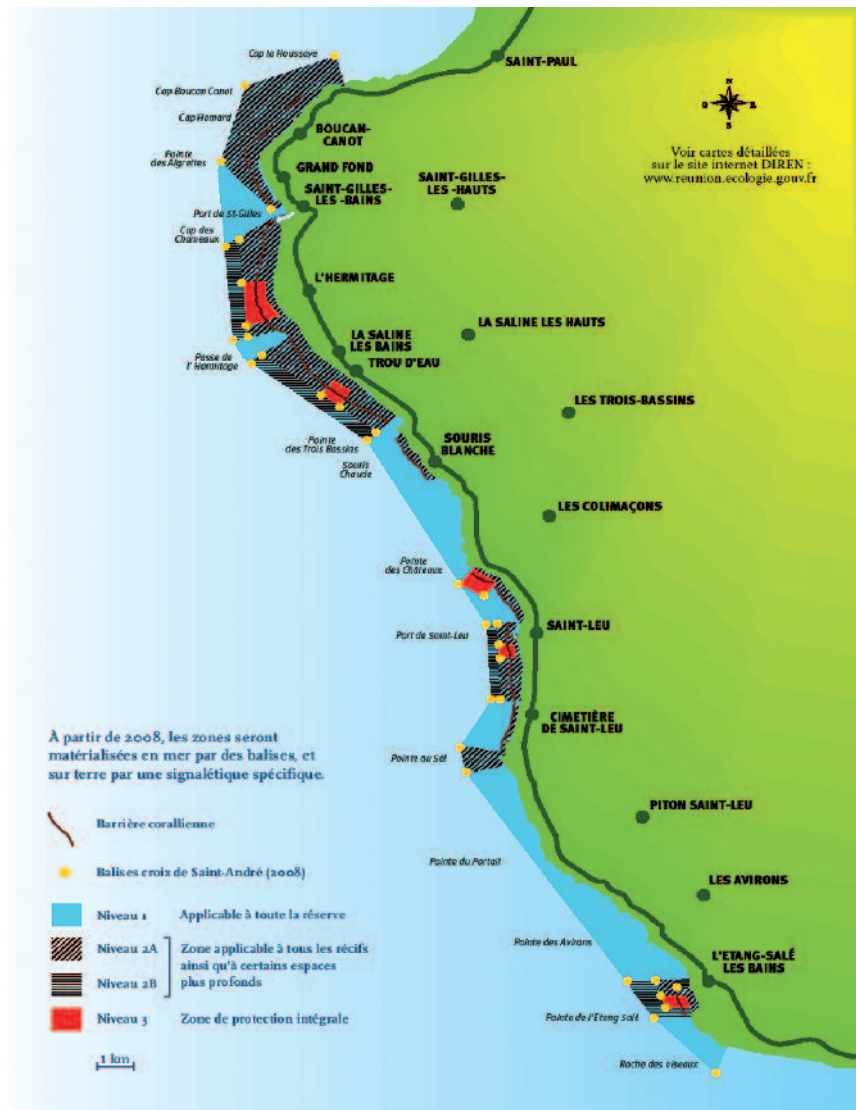 Cap la Houssaye
SAINT-PAUL
Cap Boucan Canot
Cap Homard
BOUCAN-
CANOT
N
O
E
S
Voir cartes détaillées
sur le site internet DIREN :
www.reunion.ecologie.gouv.fr
Pointe
des Aigrettes
GRAND FOND
SAINT-GILLES-
LES -BAINS
SAINT-GILLES-
LES -HAUTS
Port de St-Gilles
Cap des
Chameaux
L'HERMITAGE
LA SALINE
LES BAINS
LA SALINE LES HAUTS
TROU D'EAU
Passe de
l' Hermitage
LES TROIS-BASSINS
Pointe
des Trois Bassins
SOURIS
BLANCHE
Souris
Chaude
LES COLIMAÇONS
Pointe
des Châteaux
Port de Saint-Leu
SAINT-LEU
CIMETIÈRE
DE SAINT-LEU
À partir de 2008, les zones seront
matérialisées en mer par des balises, et
sur terre par une signalétique spécifique.
Pointe au Sel
PITON SAINT-LEU
Barrière corallienne
Pointe du Portail
Balises croix de Saint-André (2008)
LES AVIRONS
Niveau 1 Applicable à toute la réserve
Niveau 2A Zone applicable à tous les récifs
ainsi qu'à certains espaces
Niveau 2B plus profonds
Pointe des Avirons
L'ETANG-SALÉ
LES BAINS
Niveau 3 Zone de protection intégrale
Pointe de l'Etang Salé
1 km
Roche des oiseaux